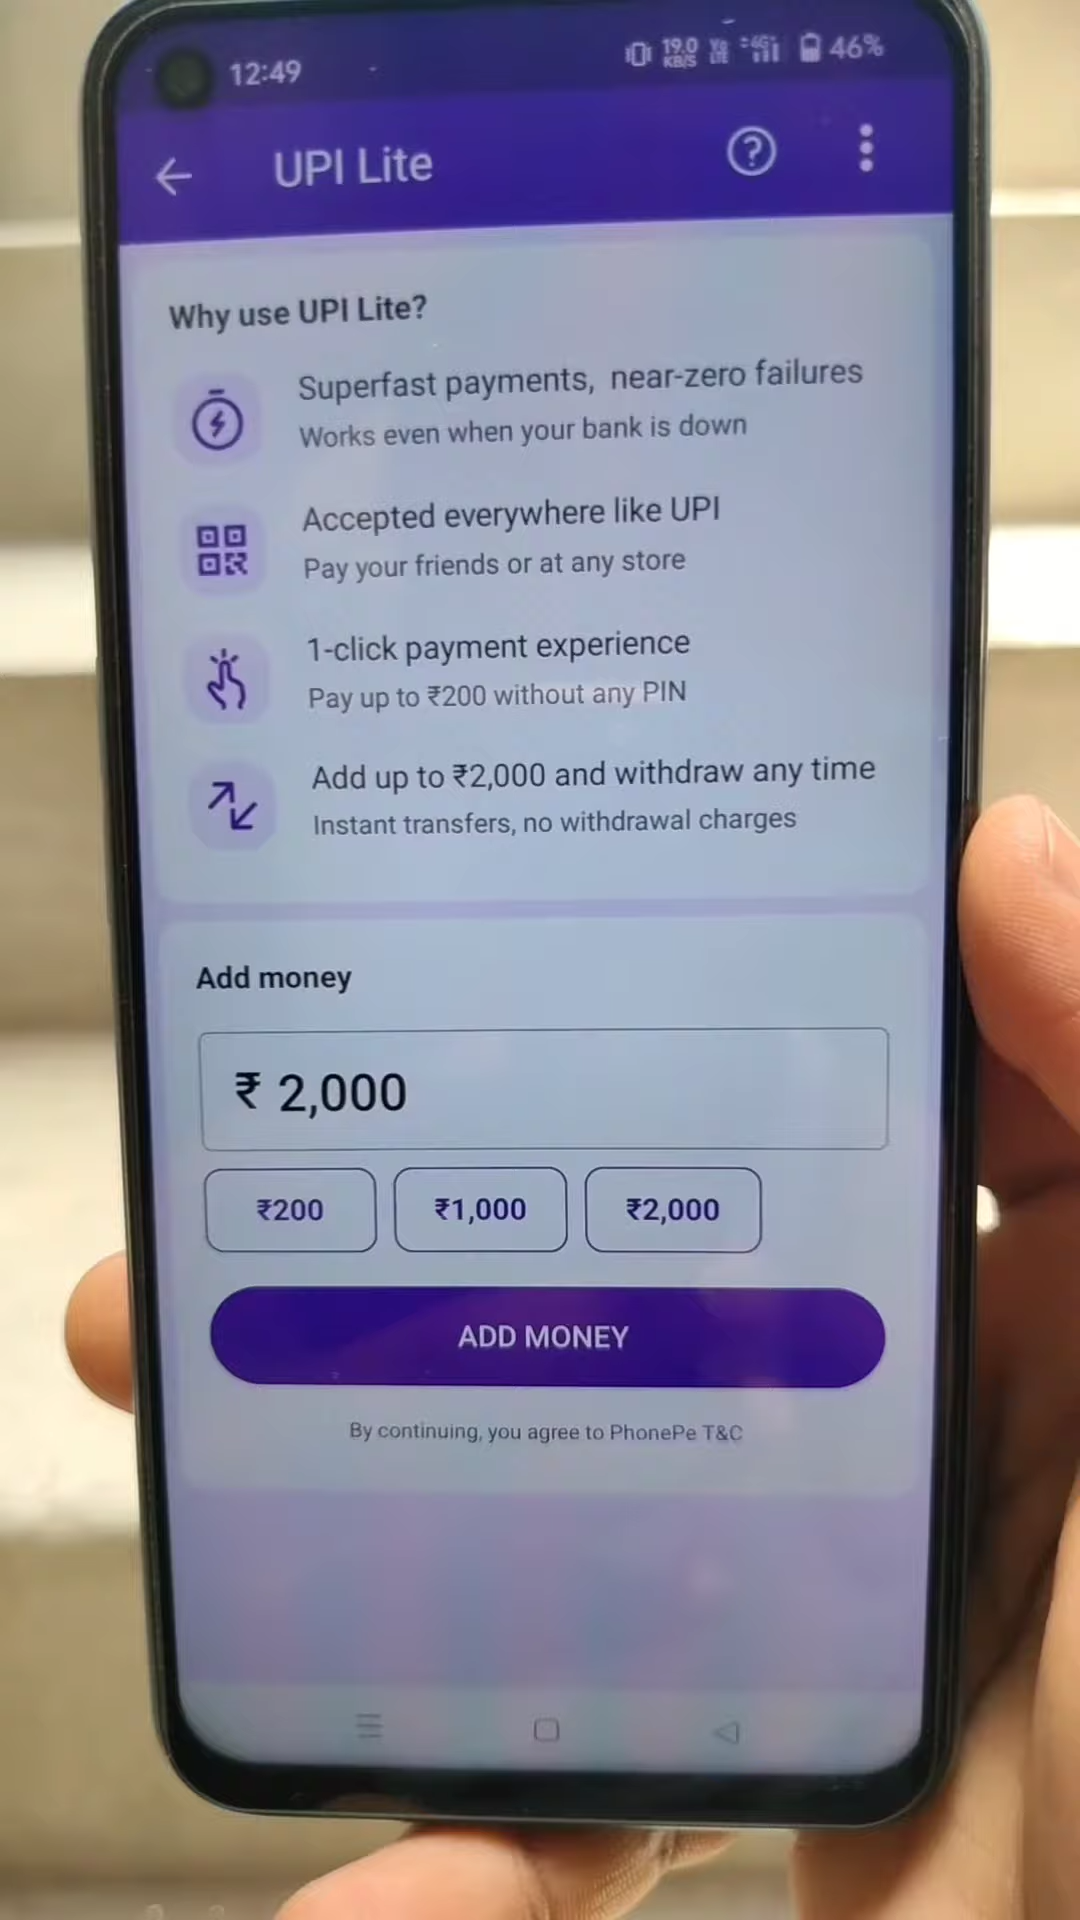 12:49
19.0 KB/S Vo LTE 4G+ 46%
UPI Lite
Why use UPI Lite?
Superfast payments, near-zero failures
Works even when your bank is down
Accepted everywhere like UPI
Pay your friends or at any store
1-click payment experience
Pay up to ₹200 without any PIN
Add up to ₹2,000 and withdraw any time
Instant transfers, no withdrawal charges
Add money
₹ 2,000
₹200 ₹1,000 ₹2,000
ADD MONEY
By continuing, you agree to PhonePe T&C